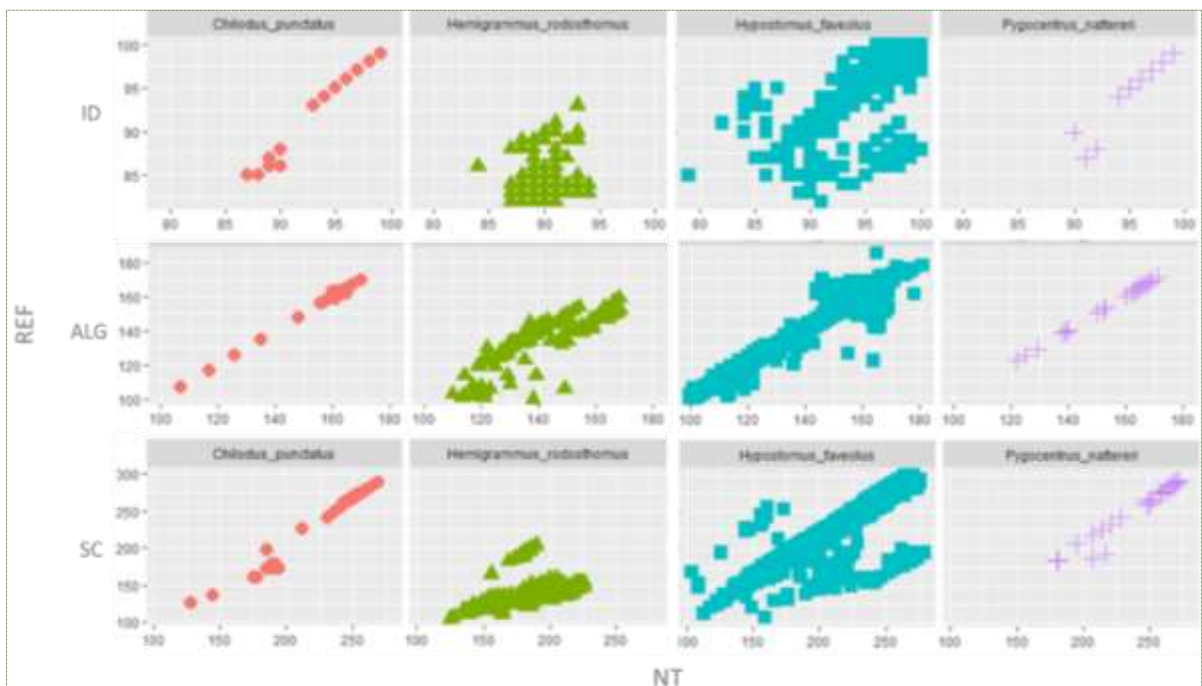 Chilodus_punctatus Hemigrammus_rodosthomus Hypostomus_faveolus Pygocentrus_nattereri
100
95
ID
90
85
80 85 90 95 100 80 85 90 95 100 80 85 90 95 100 80 85 90 95 100
180
160
REF ALG
140
120
100
100 120 140 160 180 100 120 140 160 180 100 120 140 160 180 100 120 140 160 180
Chilodus_punctatus Hemigrammus_rodosthomus Hypostomus_faveolus Pygocentrus_nattereri
300
250
SC
200
150
100
100 150 200 250 100 150 200 250 100 150 200 250 100 150 200 250
NT